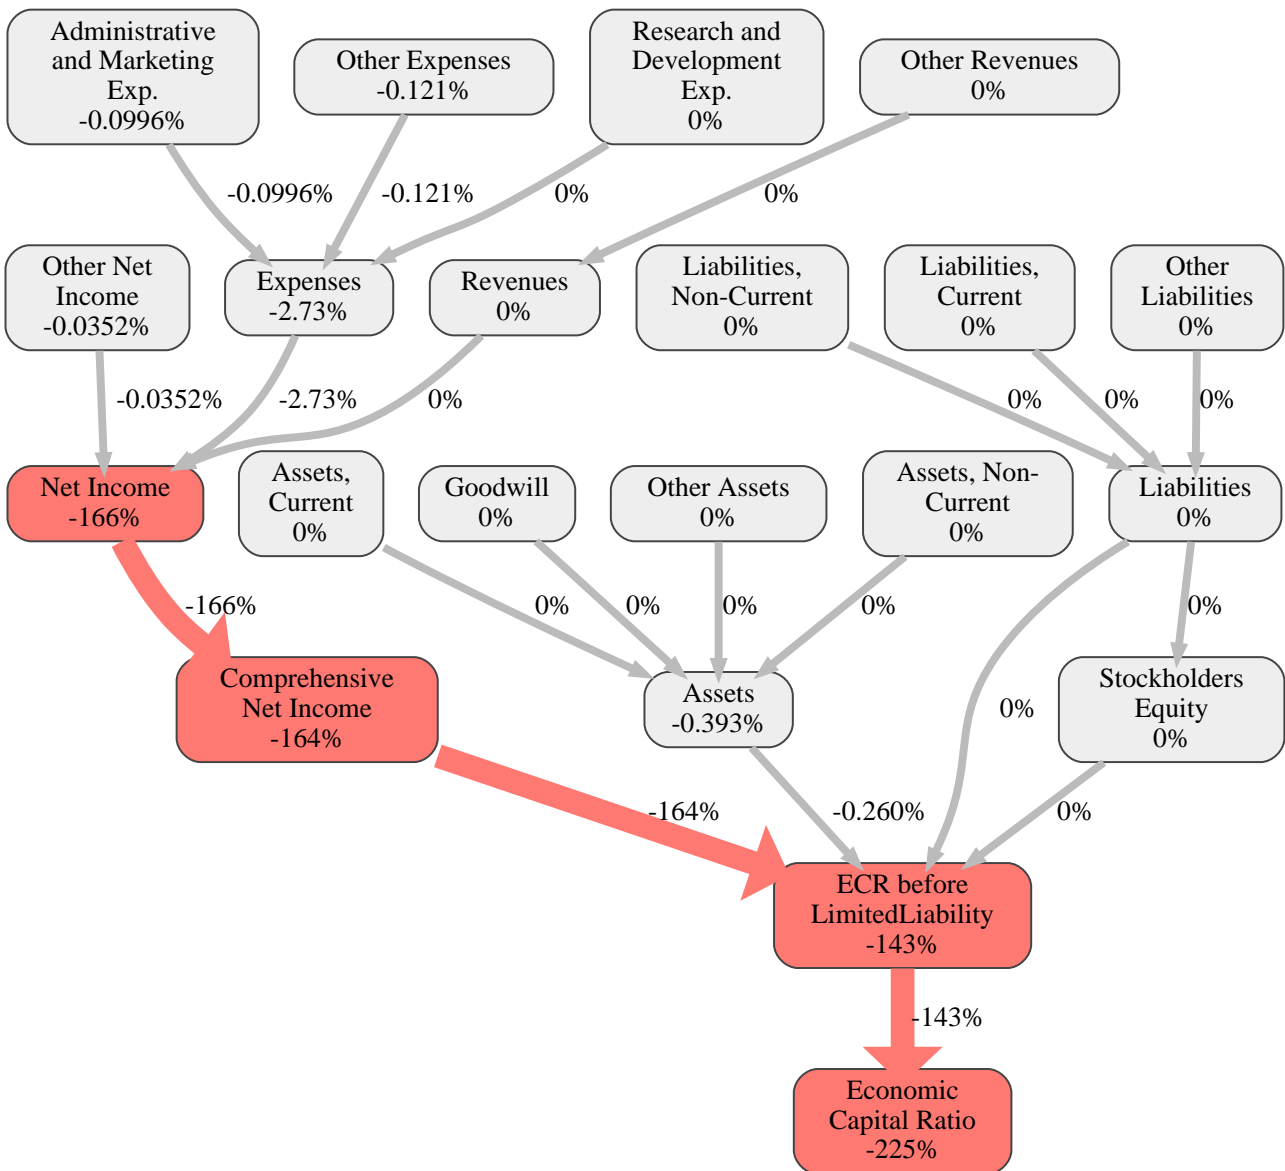 Administrative
and Marketing
Exp.
-0.0996%
Other Expenses
-0.121%
Research and
Development
Exp.
0%
Other Revenues
0%
-0.0996%
-0.121%
0%
0%
Other Net
Income
-0.0352%
Expenses
-2.73%
Revenues
0%
Liabilities,
Non-Current
0%
Liabilities,
Current
0%
Other
Liabilities
0%
-0.0352%
-2.73%
0%
0%
0%
0%
Net Income
-166%
Assets,
Current
0%
Goodwill
0%
Other Assets
0%
Assets, Non-
Current
0%
Liabilities
0%
-166%
0%
0%
0%
0%
0%
Comprehensive
Net Income
-164%
Assets
-0.393%
0%
Stockholders
Equity
0%
-164%
-0.260%
0%
ECR before
LimitedLiability
-143%
-143%
Economic
Capital Ratio
-225%